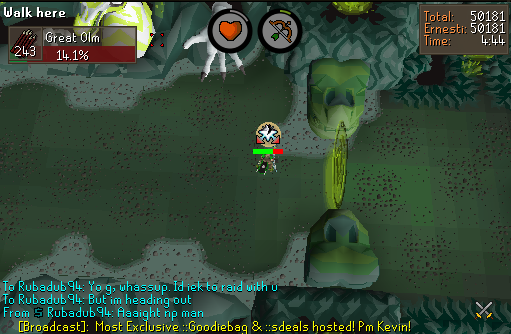 Walk here
Great Olm
243
14.1%
Total: 50181
Ernesti: 50181
Time: 4:44
To Rubadub94: Yo g, whassup. Id iek to raid with u
To Rubadub94: But im heading out
From Rubadub94: Aaaight np man
[Broadcast]: Most Exclusive ::Goodiebag & ::sdeals hosted! Pm Kevin!